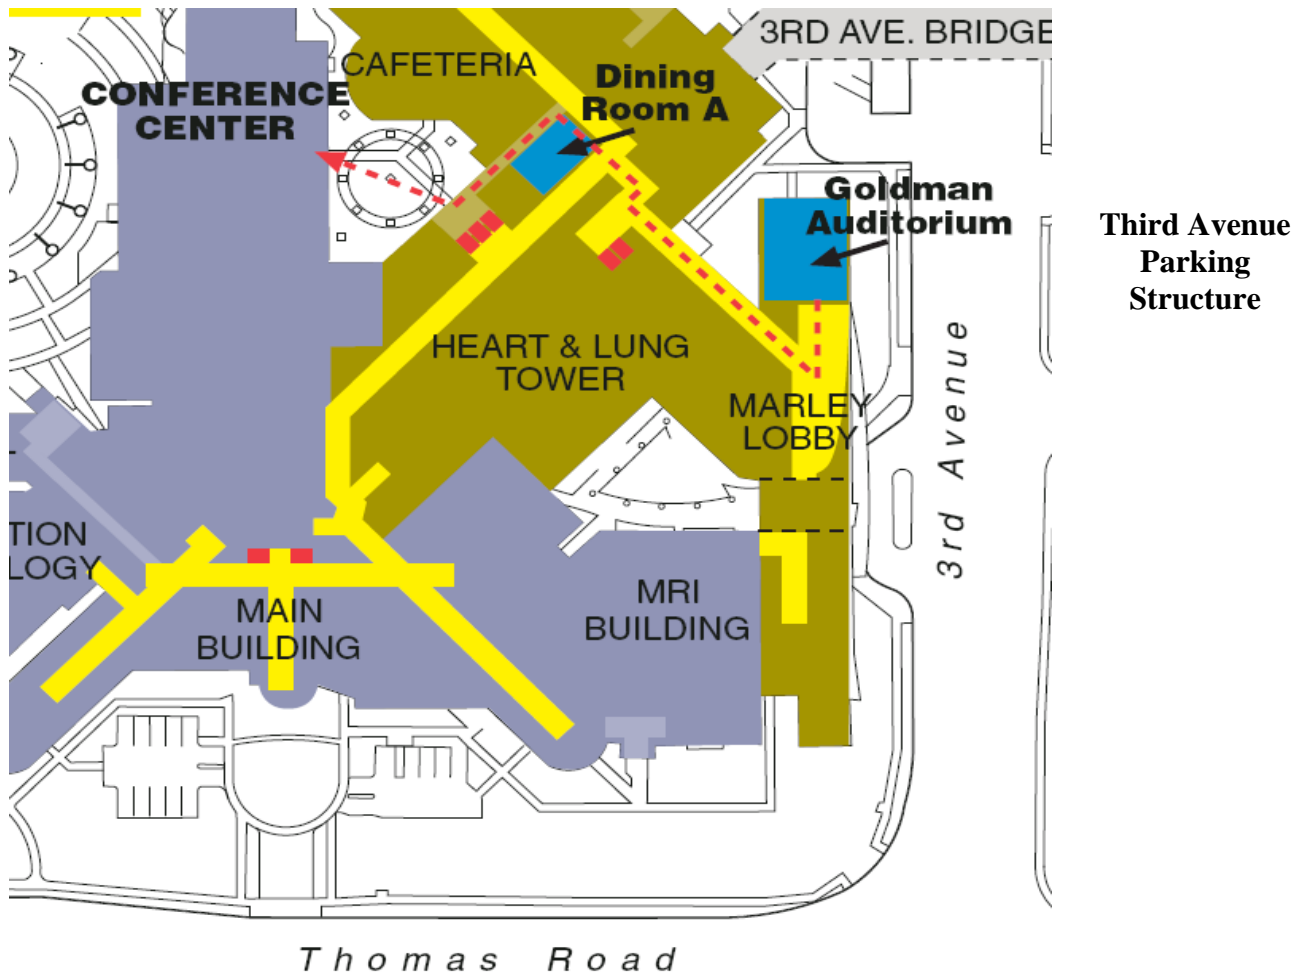 3RD AVE. BRIDGE
CAFETERIA
Dining
Room A
CONFERENCE
CENTER
Goldman
Auditorium
Third Avenue
Parking
Structure
HEART & LUNG
TOWER
MARLEY
LOBBY
3rd Avenue
TION
LOGY
MAIN
BUILDING
MRI
BUILDING
Thomas Road